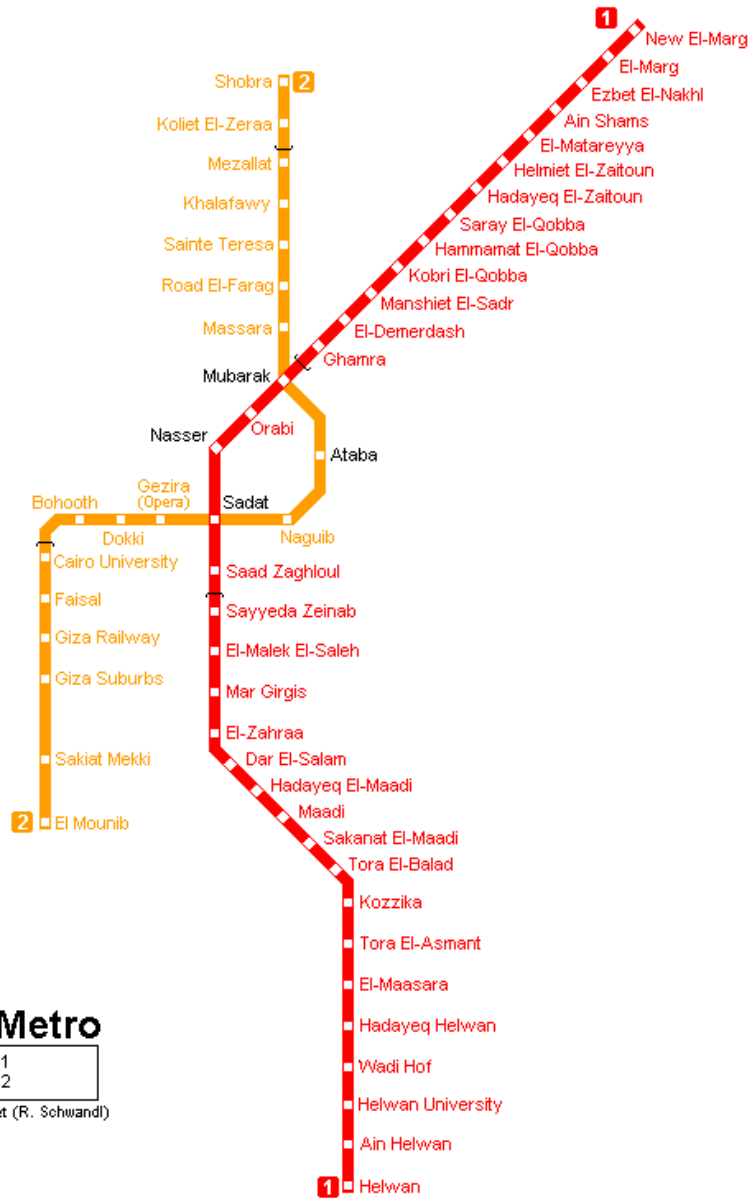 1
New El-Marg
El-Marg
Ezbet El-Nakhl
Ain Shams
El-Matareyya
Helmiet El-Zaitoun
Hadayeq El-Zaitoun
Saray El-Qobba
Hammamat El-Qobba
Kobri El-Qobba
Manshiet El-Sadr
El-Demerdash
Ghamra
Shobra
2
Koliet El-Zeraa
Mezallat
Khalafawy
Sainte Teresa
Road El-Farag
Massara
Mubarak
Orabi
Nasser
Ataba
Gezira
(Opera)
Sadat
Bohooth
Dokki
Naguib
Cairo University
Faisal
Giza Railway
Giza Suburbs
Sakiat Mekki
2
El Mounib
Saad Zaghloul
Sayyeda Zeinab
El-Malek El-Saleh
Mar Girgis
El-Zahraa
Dar El-Salam
Hadayeq El-Maadi
Maadi
Sakanat El-Maadi
Tora El-Balad
Kozzika
Tora El-Asmant
El-Maasara
Hadayeq Helwan
Wadi Hof
Helwan University
Ain Helwan
1
Helwan
Metro
1
2
(R. Schwandl)